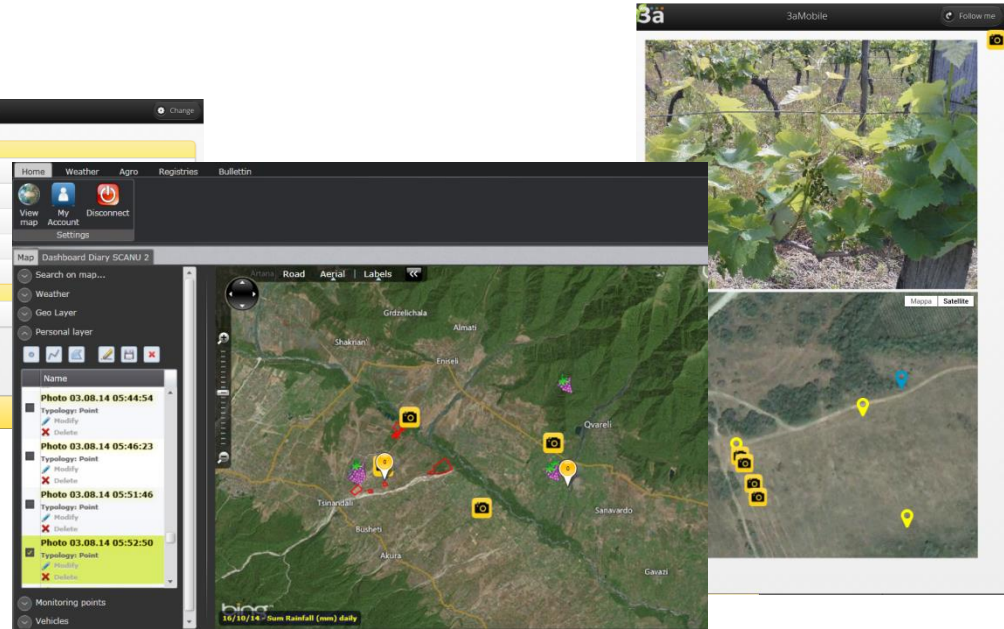 3a
3aMobile
Follow me
Change
Home Weather Agro Registries Bullettin
View map
My Account
Disconnect
Settings
Map Dashboard Diary SCANU 2
Search on map...
Weather
Geo Layer
Personal layer
Name
Photo 03.08.14 05:44:54
Typology: Point
Modify
Delete
Photo 03.08.14 05:46:23
Typology: Point
Modify
Delete
Photo 03.08.14 05:51:46
Typology: Point
Modify
Delete
Photo 03.08.14 05:52:50
Typology: Point
Modify
Delete
Monitoring points
Vehicles
Artana Road Aerial | Labels
Grdzelichala
Almati
Shakrian'
Eniseli
Qvareli
Tsinandali
Sanavardo
Busheti
Akura
Gavazi
bing
16/10/14 - Sum Rainfall (mm) daily
Mappa Satellite